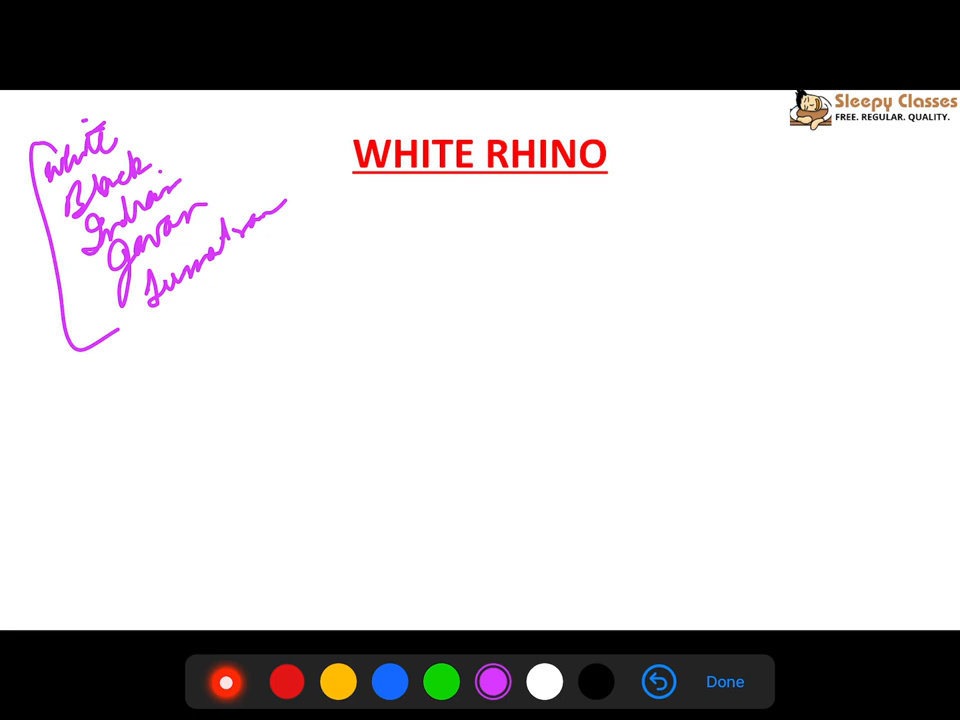 Sleepy Classes
FREE. REGULAR. QUALITY.
WHITE RHINO
White
Black
Indian
Javan
Sumatran
Done